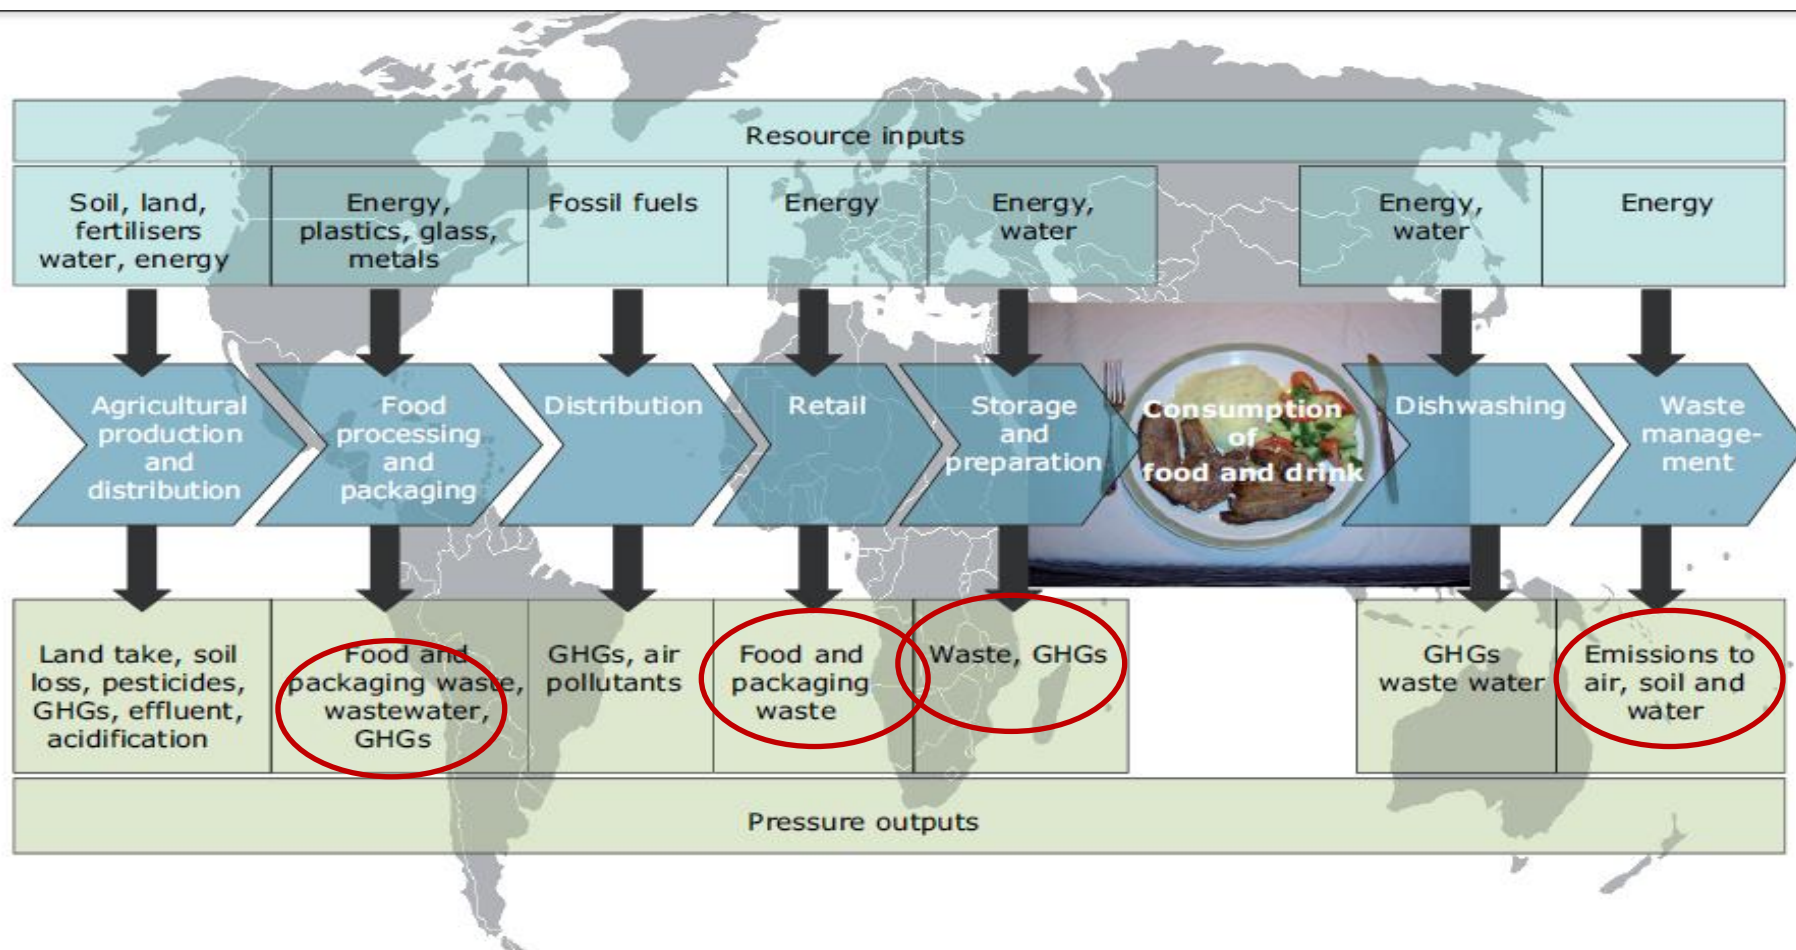 Resource inputs
Soil, land,
fertilisers
water, energy
Energy,
plastics, glass,
metals
Fossil fuels
Energy
Energy,
water
Energy,
water
Energy
Agricultural
production
and
distribution
Food
processing
and
packaging
Distribution
Retail
Storage
and
preparation
Consumption
of
food and drink
Dishwashing
Waste
manage-
ment
Land take, soil
loss, pesticides,
GHGs, effluent,
acidification
Food and
packaging waste,
wastewater,
GHGs
GHGs, air
pollutants
Food and
packaging
waste
Waste, GHGs
GHGs
waste water
Emissions to
air, soil and
water
Pressure outputs